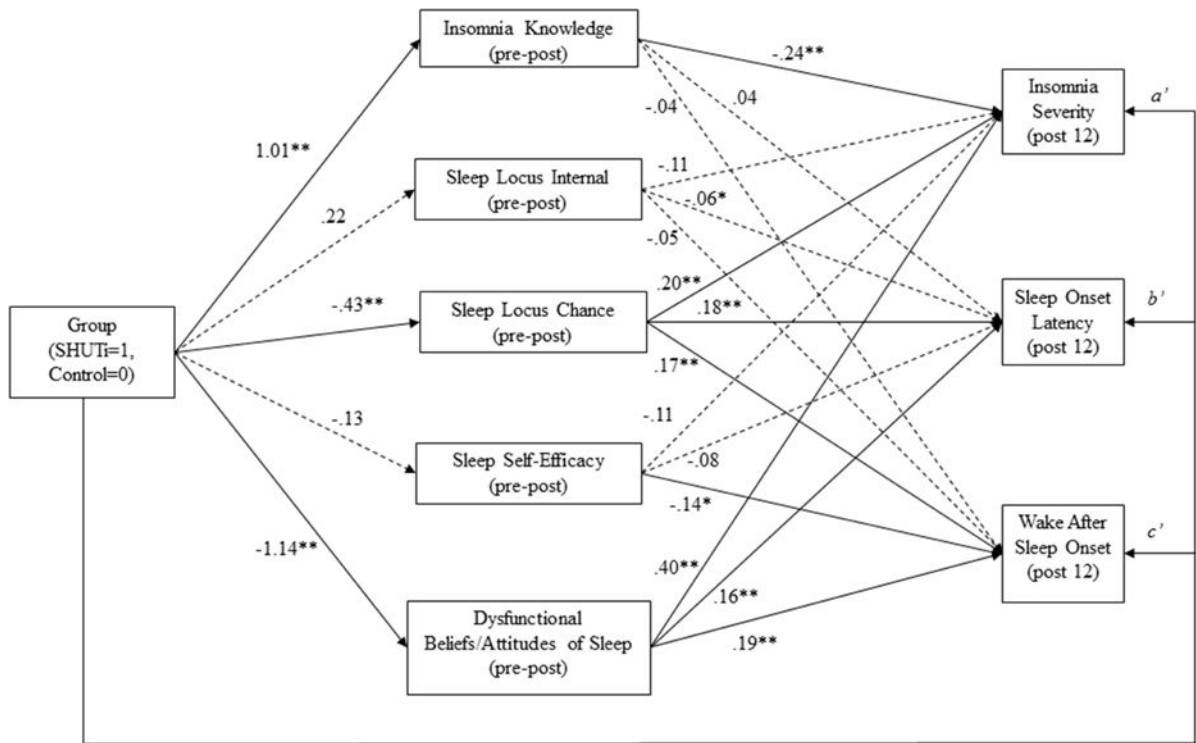 Insomnia Knowledge
(pre-post)
-.24**
Insomnia
Severity
(post 12)
a'
-.04
.04
1.01**
Sleep Locus Internal
(pre-post)
-.11
-.06*
-.05
.22
Group
(SHUTi=1,
Control=0)
-.43**
Sleep Locus Chance
(pre-post)
.20**
.18**
.17**
Sleep Onset
Latency
(post 12)
b'
-.13
Sleep Self-Efficacy
(pre-post)
-.11
-.08
-.14*
Wake After
Sleep Onset
(post 12)
c'
-1.14**
Dysfunctional
Beliefs/Attitudes of Sleep
(pre-post)
.40**
.16**
.19**